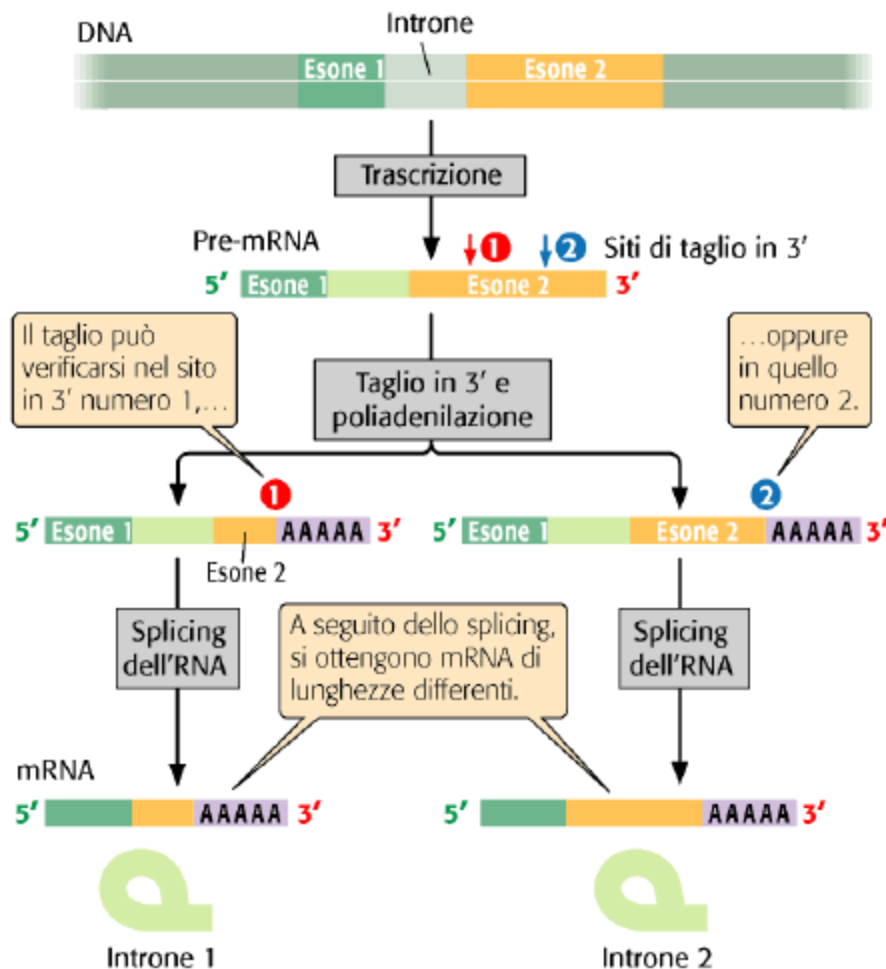 DNA
Introne
Esone 1
Esone 2
Trascrizione
Pre-mRNA
1
2
Siti di taglio in 3′
5′
Esone 1
Esone 2
3′
Il taglio può
verificarsi nel sito
in 3′ numero 1,…
Taglio in 3′ e
poliadenilazione
…oppure
in quello
numero 2.
1
2
5′
Esone 1
AAAAA
3′
Esone 2
5′
Esone 1
Esone 2
AAAAA
3′
Splicing
dell'RNA
A seguito dello splicing,
si ottengono mRNA di
lunghezze differenti.
Splicing
dell'RNA
mRNA
5′
AAAAA
3′
5′
AAAAA
3′
Introne 1
Introne 2